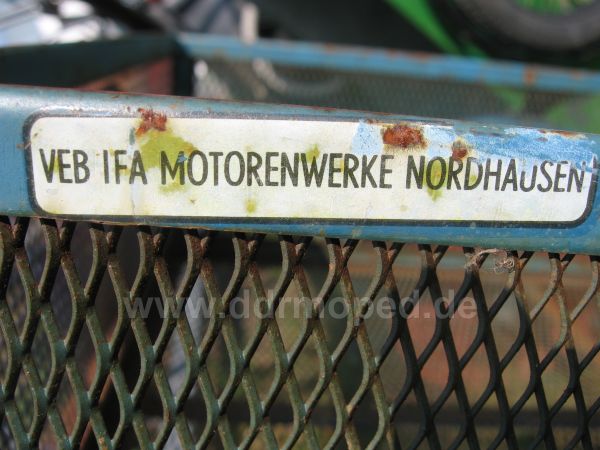 VEB IFA MOTORENWERKE NORDHAUSEN
www.ddrmoped.de